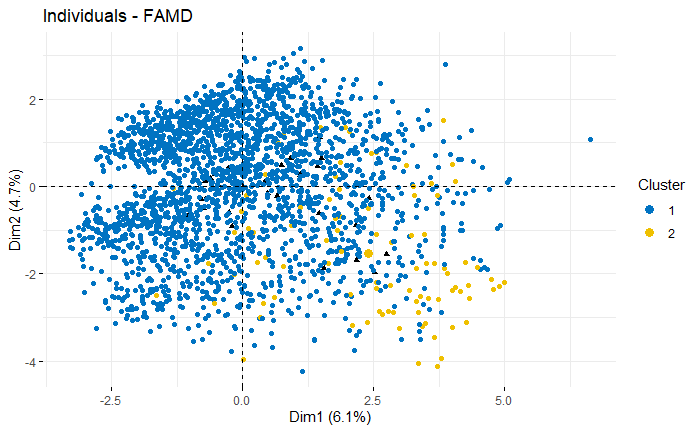 Individuals - FAMD
Dim2 (4.7%)
2
0
-2
-4
-2.5
0.0
2.5
5.0
Dim1 (6.1%)
Cluster
1
2